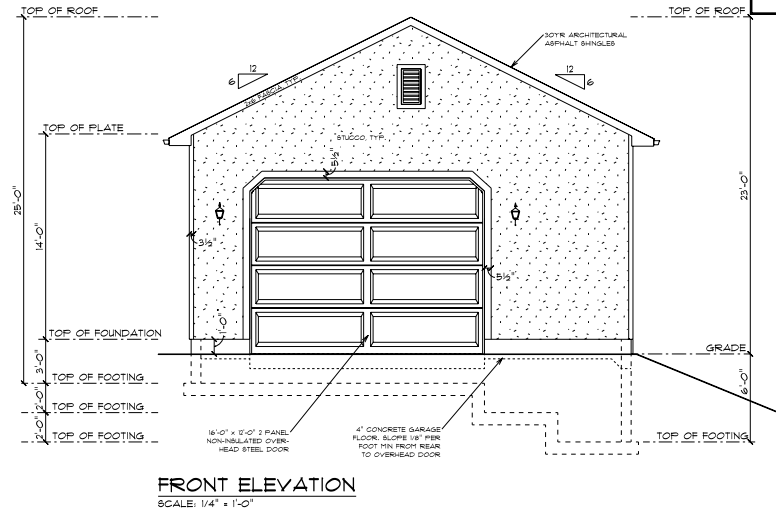 TOP OF ROOF
TOP OF ROOF
30YR ARCHITECTURAL
ASPHALT SHINGLES
12
6
12
6
2x6 FASCIA, TYP.
TOP OF PLATE
STUCCO, TYP.
5½"
25'-0"
14'-0"
23'-0"
3½"
5½"
1'-0"
TOP OF FOUNDATION
GRADE
3'-0"
TOP OF FOOTING
6'-0"
2'-0"
TOP OF FOOTING
2'-0"
TOP OF FOOTING
TOP OF FOOTING
16'-0" x 12'-0" 2 PANEL
NON-INSULATED OVER-
HEAD STEEL DOOR
4" CONCRETE GARAGE
FLOOR. SLOPE 1/8" PER
FOOT MIN FROM REAR
TO OVERHEAD DOOR
FRONT ELEVATION
SCALE: 1/4" = 1'-0"